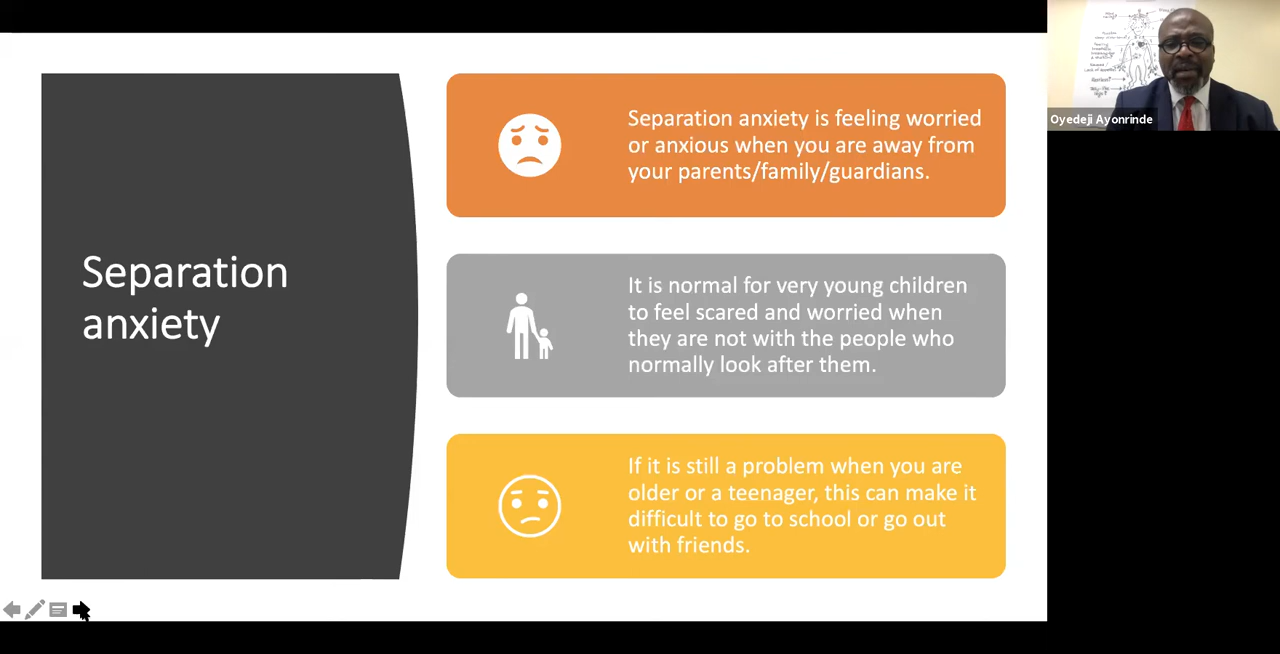 Separation
anxiety
Separation anxiety is feeling worried
or anxious when you are away from
your parents/family/guardians.
It is normal for very young children
to feel scared and worried when
they are not with the people who
normally look after them.
If it is still a problem when you are
older or a teenager, this can make it
difficult to go to school or go out
with friends.
Oyedeji Ayonrinde